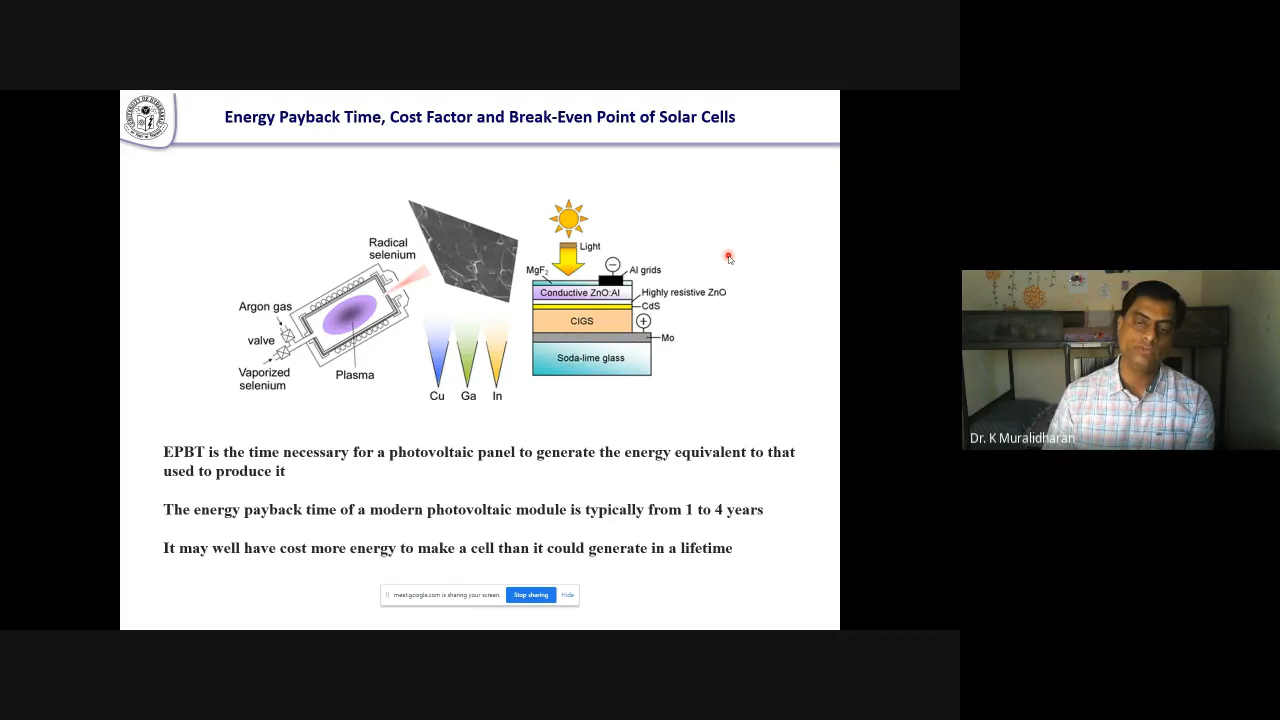 Energy Payback Time, Cost Factor and Break-Even Point of Solar Cells
Radical
selenium
Argon gas
valve
Vaporized
selenium
Plasma
Cu
Ga
In
Light
MgF2
Al grids
Conductive ZnO:Al
Highly resistive ZnO
CdS
CIGS
Mo
Soda-lime glass
EPBT is the time necessary for a photovoltaic panel to generate the energy equivalent to that
used to produce it
The energy payback time of a modern photovoltaic module is typically from 1 to 4 years
It may well have cost more energy to make a cell than it could generate in a lifetime
meet.google.com is sharing your screen.
Stop sharing
Hide
Dr. K Muralidharan